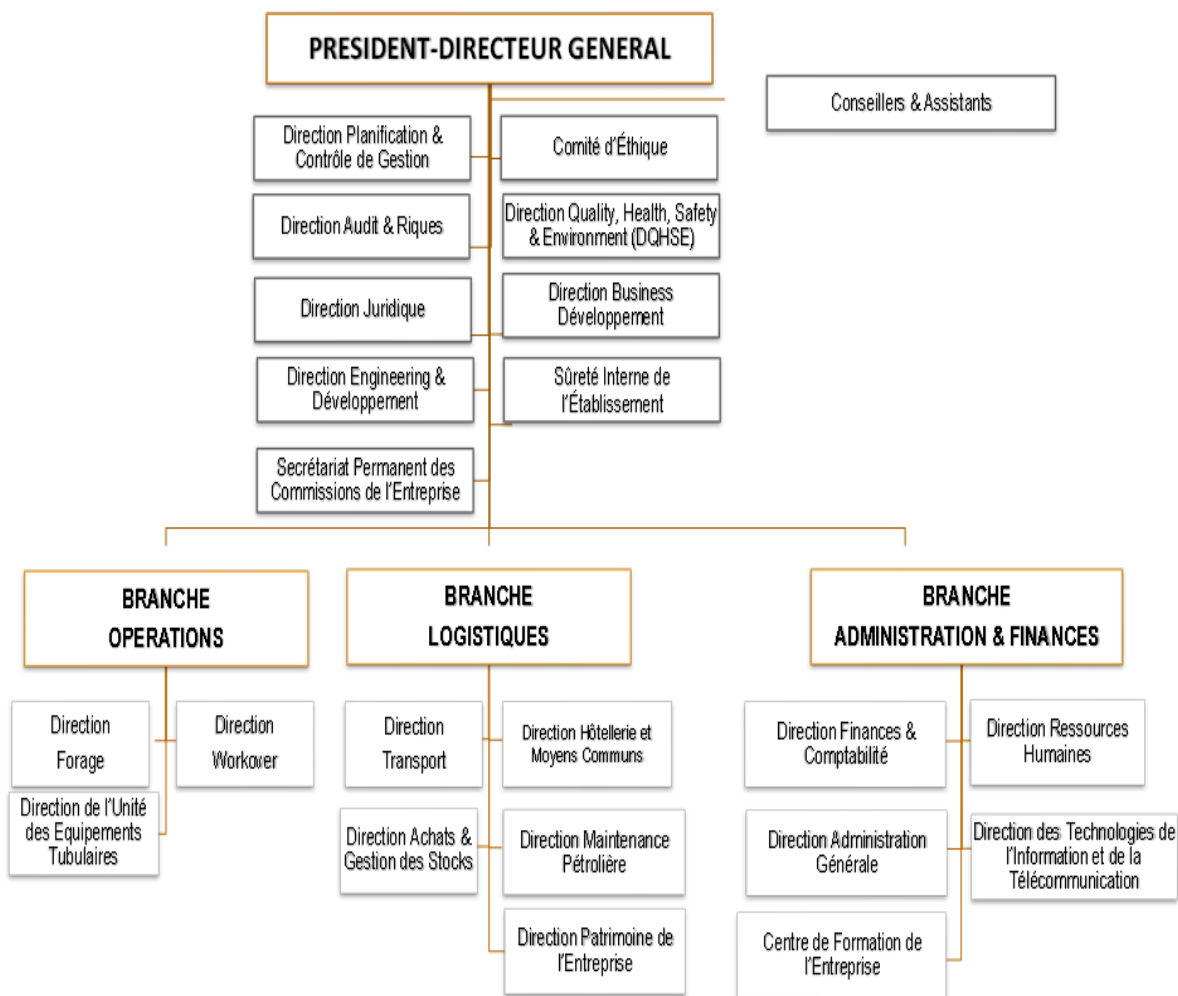 PRESIDENT-DIRECTEUR GENERAL
Conseillers & Assistants
Direction Planification &
Contrôle de Gestion
Comité d'Éthique
Direction Audit & Riques
Direction Quality, Health, Safety
& Environment (DQHSE)
Direction Juridique
Direction Business
Développement
Direction Engineering &
Développement
Sûreté Interne de
l'Établissement
Secrétariat Permanent des
Commissions de l'Entreprise
BRANCHE
OPERATIONS
BRANCHE
LOGISTIQUES
BRANCHE
ADMINISTRATION & FINANCES
Direction
Forage
Direction
Workover
Direction de l'Unité
des Equipements
Tubulaires
Direction
Transport
Direction Hôtellerie et
Moyens Communs
Direction Achats &
Gestion des Stocks
Direction Maintenance
Pétrolière
Direction Patrimoine de
l'Entreprise
Direction Finances &
Comptabilité
Direction Ressources
Humaines
Direction Administration
Générale
Direction des Technologies de
l'Information et de la
Télécommunication
Centre de Formation de
l'Entreprise